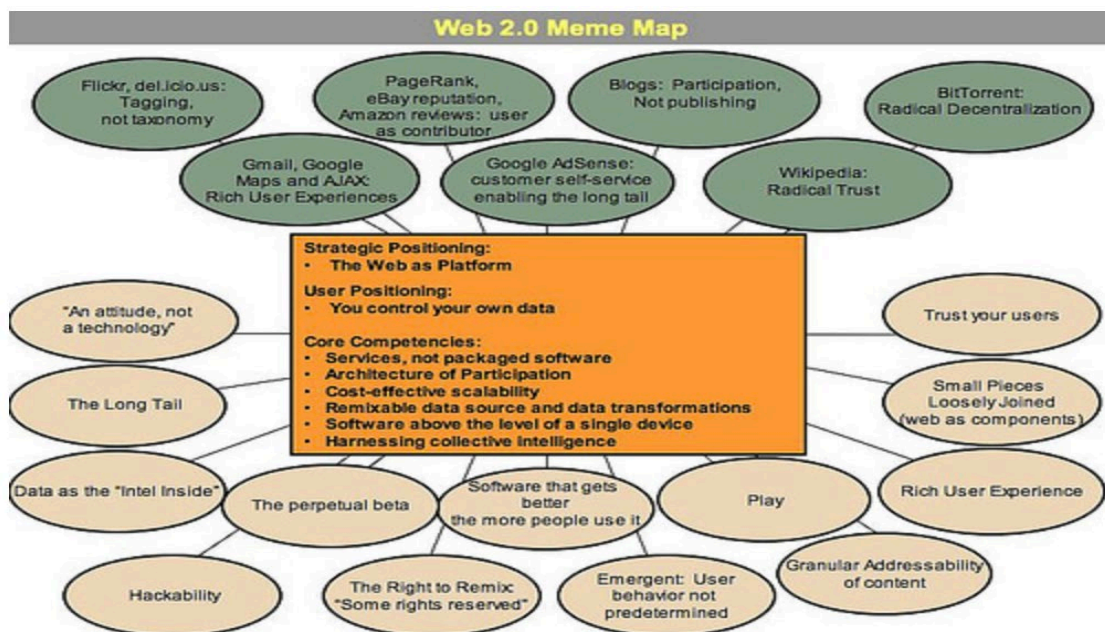 Web 2.0 Meme Map
Flickr, del.icio.us:
Tagging,
not taxonomy
PageRank,
eBay reputation,
Amazon reviews: user
as contributor
Blogs: Participation,
Not publishing
BitTorrent:
Radical Decentralization
Gmail, Google
Maps and AJAX:
Rich User Experiences
Google AdSense:
customer self-service
enabling the long tail
Wikipedia:
Radical Trust
Strategic Positioning:
• The Web as Platform
User Positioning:
• You control your own data
Core Competencies:
• Services, not packaged software
• Architecture of Participation
• Cost-effective scalability
• Remixable data source and data transformations
• Software above the level of a single device
• Harnessing collective intelligence
"An attitude, not
a technology"
Trust your users
The Long Tail
Small Pieces
Loosely Joined
(web as components)
Data as the "Intel Inside"
The perpetual beta
Software that gets
better
the more people use it
Play
Rich User Experience
Hackability
The Right to Remix:
"Some rights reserved"
Emergent: User
behavior not
predetermined
Granular Addressability
of content